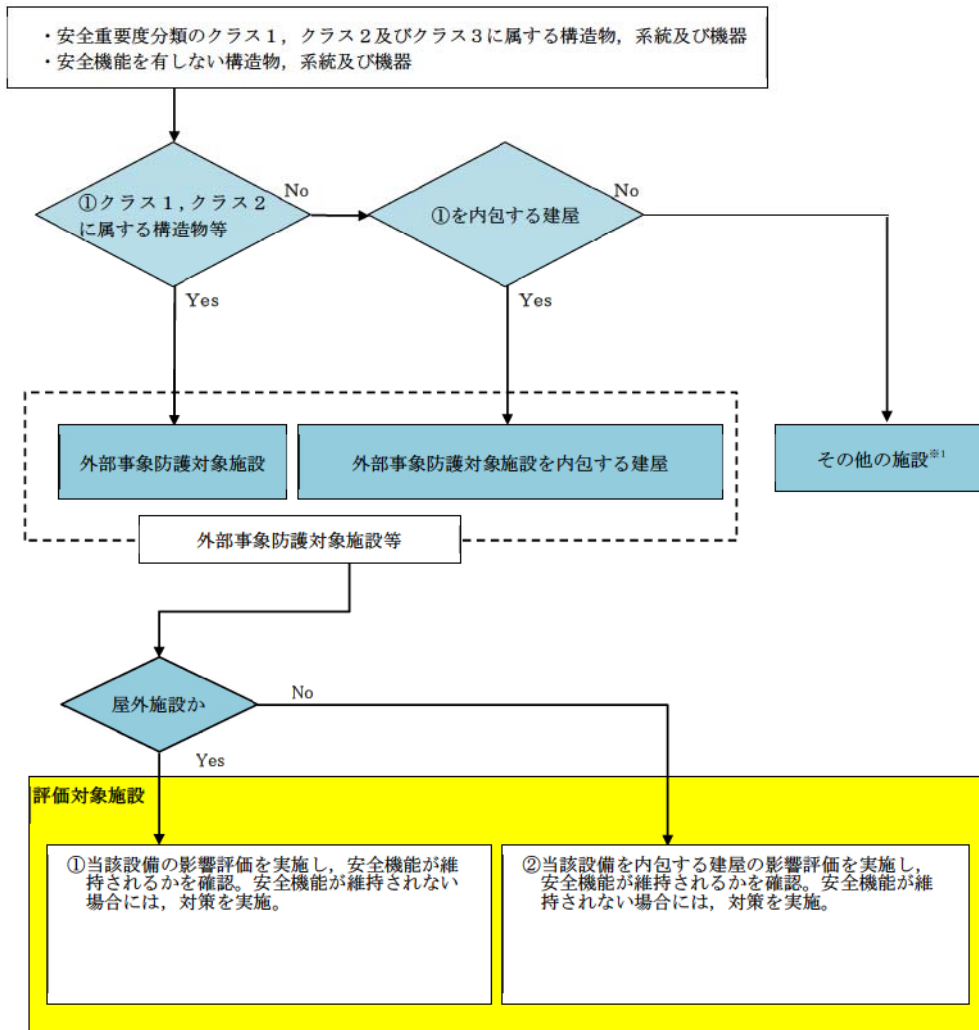 ・安全重要度分類のクラス１，クラス２及びクラス３に属する構造物，系統及び機器
・安全機能を有しない構造物，系統及び機器
①クラス１，クラス２
に属する構造物等
No
①を内包する建屋
No
Yes
Yes
外部事象防護対象施設
外部事象防護対象施設を内包する建屋
その他の施設※1
外部事象防護対象施設等
屋外施設か
No
Yes
評価対象施設
①当該設備の影響評価を実施し，安全機能が維
持されるかを確認。安全機能が維持されない
場合には，対策を実施。
②当該設備を内包する建屋の影響評価を実施し，
安全機能が維持されるかを確認。安全機能が維
持されない場合には，対策を実施。